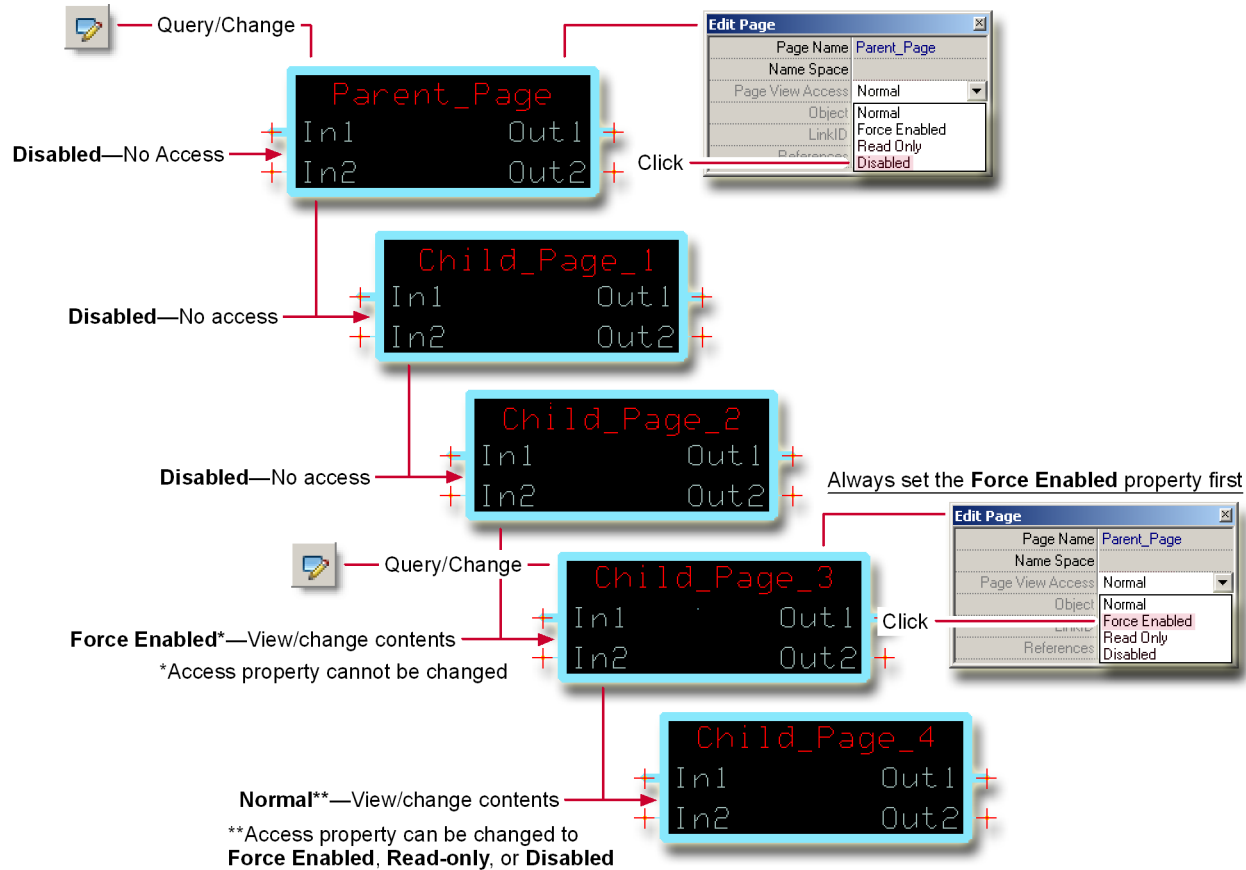 Query/Change
Parent_Page
In1 Out1
In2 Out2
Disabled—No Access
Edit Page
Page Name Parent_Page
Name Space
Page View Access Normal
Object Normal
LinkID Force Enabled
Read Only
References Disabled
Click
Child_Page_1
In1 Out1
In2 Out2
Disabled—No access
Child_Page_2
In1 Out1
In2 Out2
Disabled—No access
Always set the Force Enabled property first
Query/Change
Child_Page_3
In1 Out1
In2 Out2
Force Enabled*—View/change contents
*Access property cannot be changed
Edit Page
Page Name Parent_Page
Name Space
Page View Access Normal
Object Normal
LinkID Force Enabled
Read Only
References Disabled
Click
Child_Page_4
In1 Out1
In2 Out2
Normal**—View/change contents
**Access property can be changed to
Force Enabled, Read-only, or Disabled